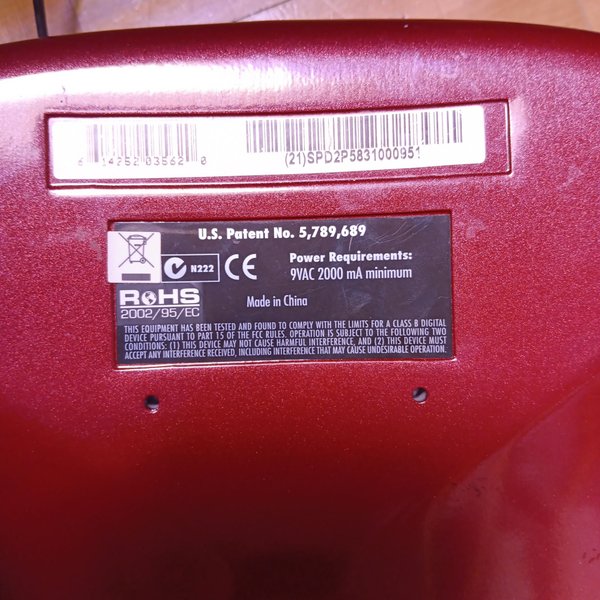 6 14252 03562 0
(21)SPD2P5831000951
U.S. Patent No. 5,789,689
N222
CE
Power Requirements:
9VAC 2000 mA minimum
RoHS
2002/95/EC
Made in China
THIS EQUIPMENT HAS BEEN TESTED AND FOUND TO COMPLY WITH THE LIMITS FOR A CLASS B DIGITAL
DEVICE PURSUANT TO PART 15 OF THE FCC RULES. OPERATION IS SUBJECT TO THE FOLLOWING TWO
CONDITIONS: (1) THIS DEVICE MAY NOT CAUSE HARMFUL INTERFERENCE, AND (2) THIS DEVICE MUST
ACCEPT ANY INTERFERENCE RECEIVED, INCLUDING INTERFERENCE THAT MAY CAUSE UNDESIRABLE OPERATION.